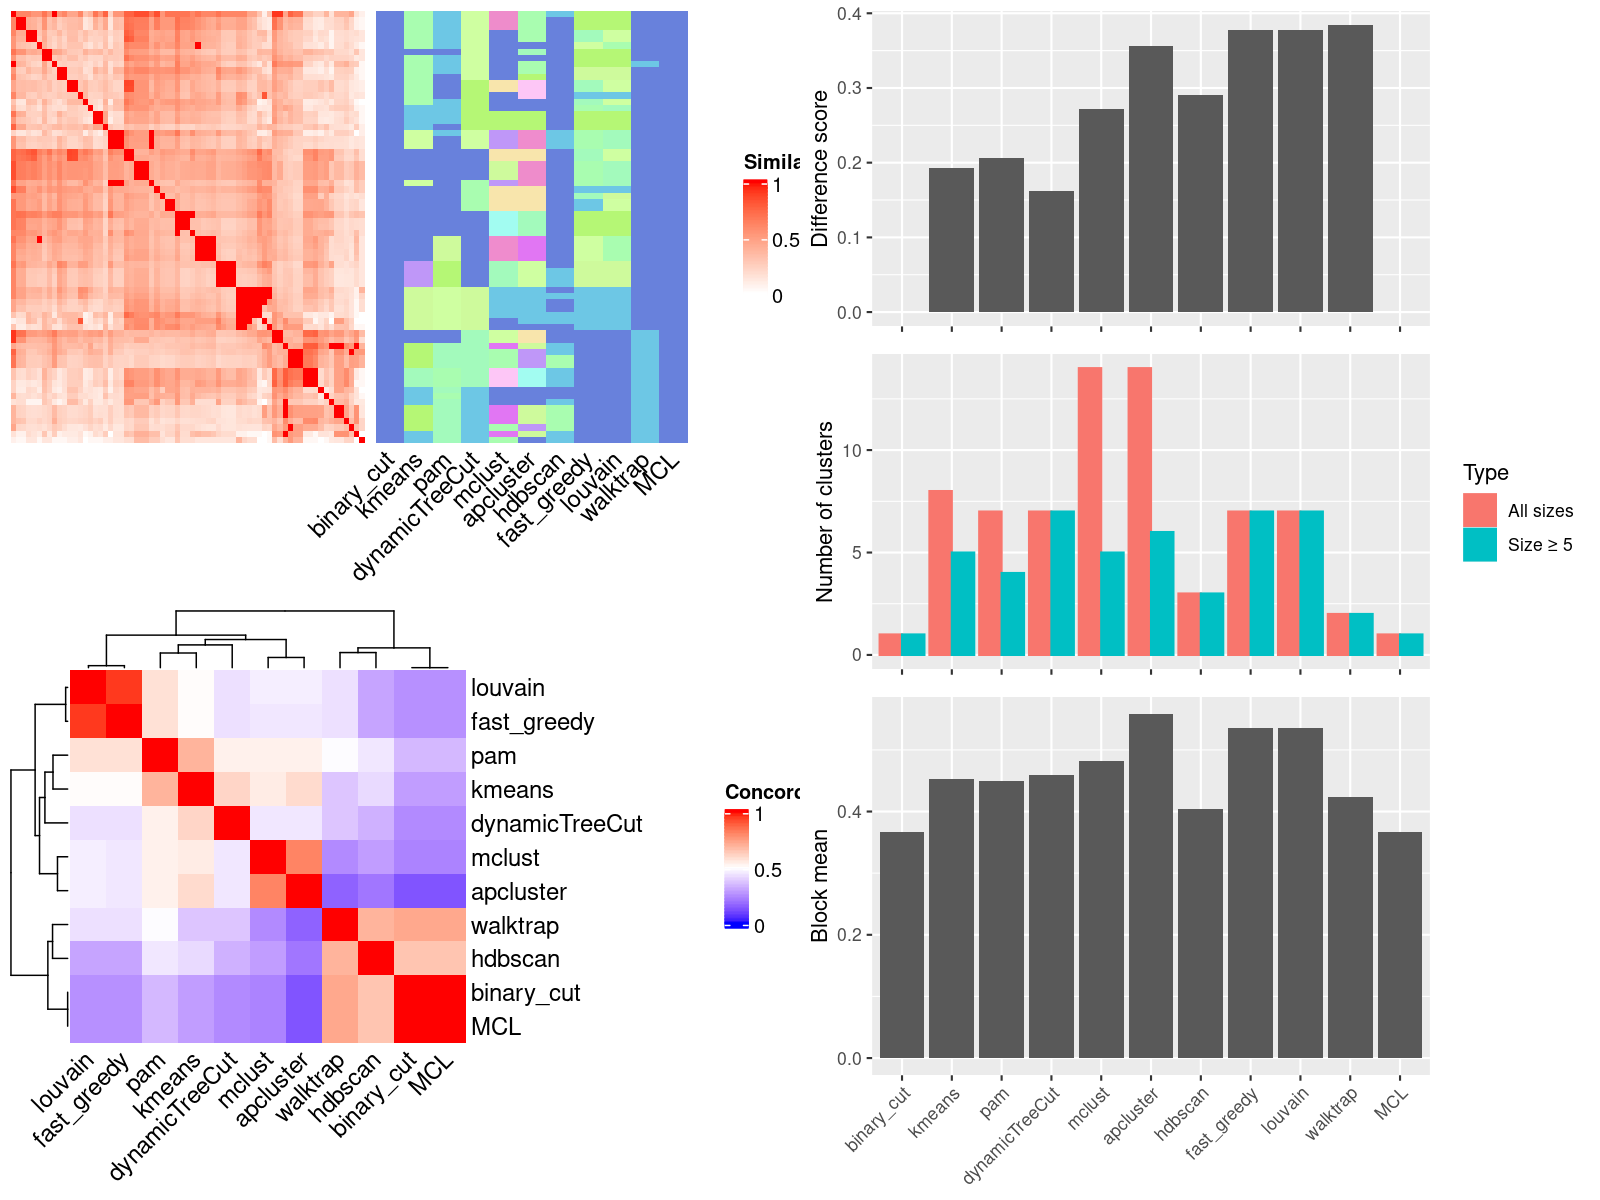 Simila
1
0.5
0
binary_cut
kmeans
pam
dynamicTreeCut
mclust
apcluster
hdbscan
fast_greedy
louvain
walktrap
MCL
Difference score
0.4
0.3
0.2
0.1
0.0
Number of clusters
10
5
0
Type
All sizes
Size ≥ 5
louvain
fast_greedy
pam
kmeans
dynamicTreeCut
mclust
apcluster
walktrap
hdbscan
binary_cut
MCL
louvain
fast_greedy
pam
kmeans
dynamicTreeCut
mclust
apcluster
walktrap
hdbscan
binary_cut
MCL
Concord
1
0.5
0
Block mean
0.4
0.2
0.0
binary_cut
kmeans
pam
dynamicTreeCut
mclust
apcluster
hdbscan
fast_greedy
louvain
walktrap
MCL